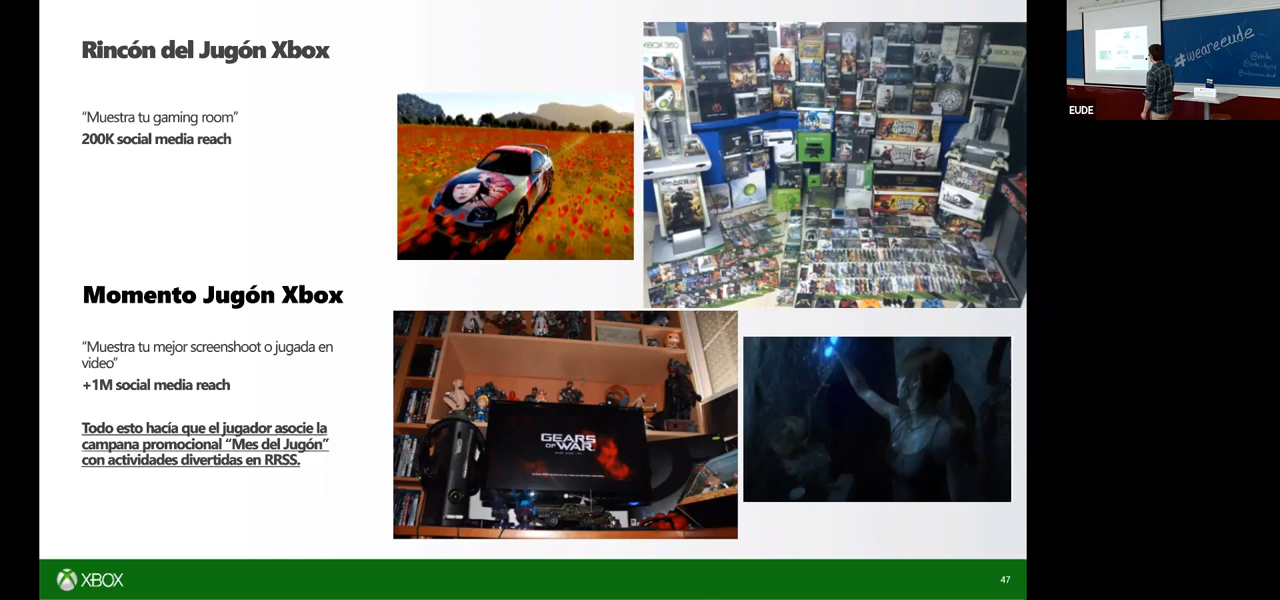 Rincón del Jugón Xbox
“Muestra tu gaming room”
200K social media reach
Momento Jugón Xbox
“Muestra tu mejor screenshoot o jugada en
video”
+1M social media reach
Todo esto hacía que el jugador asocie la
campana promocional “Mes del Jugón”
con actividades divertidas en RRSS.
XBOX 360
GEARS
OF WAR
XBOX
47
#weareeude
EUDE